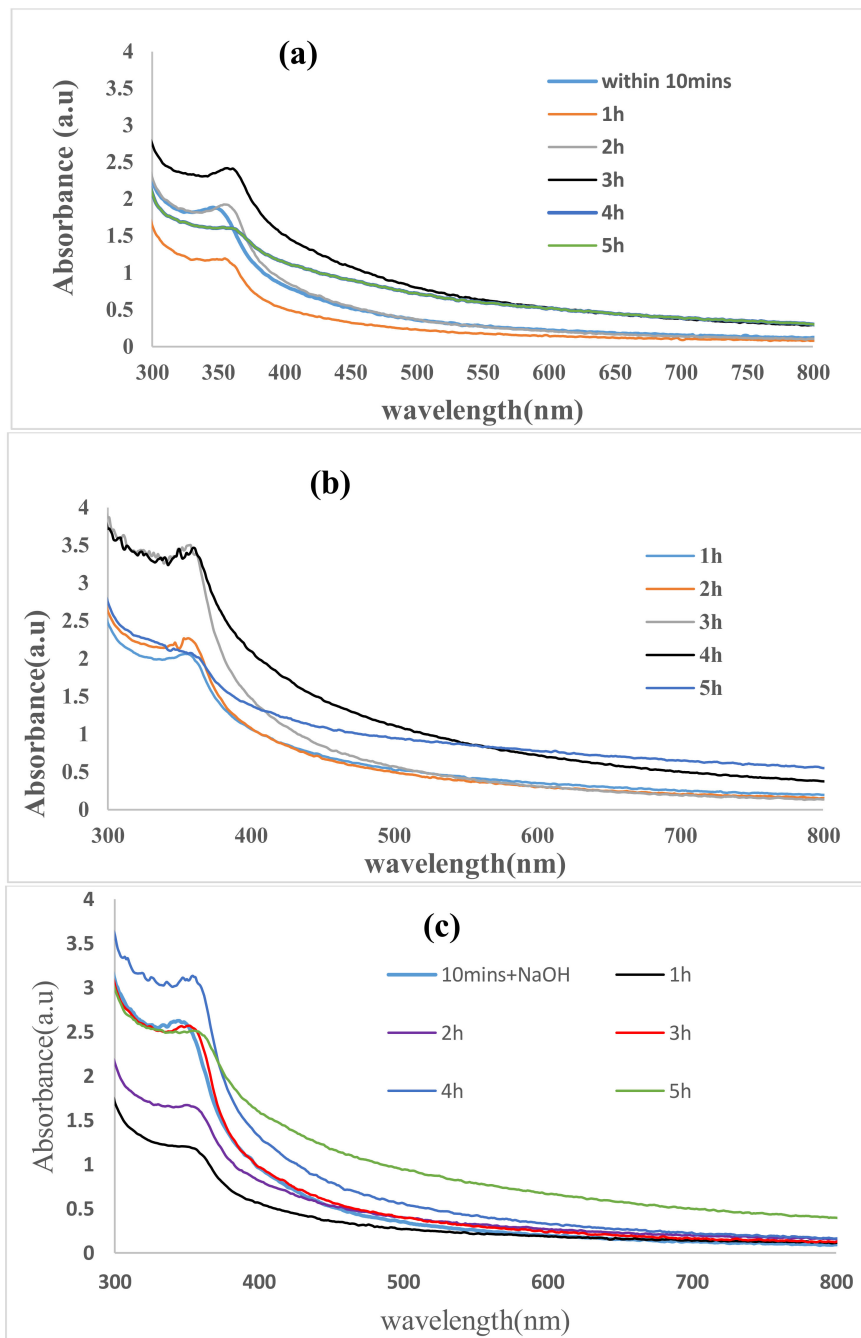 (a)
4
3.5
3
2.5
2
1.5
1
0.5
0
Absorbance (a.u)
within 10mins
1h
2h
3h
4h
5h
300 350 400 450 500 550 600 650 700 750 800
wavelength(nm)
(b)
4
3.5
3
2.5
2
1.5
1
0.5
0
Absorbance(a.u)
1h
2h
3h
4h
5h
300 400 500 600 700 800
wavelength(nm)
(c)
4
3.5
3
2.5
2
1.5
1
0.5
0
Absorbance(a.u)
10mins+NaOH 1h
2h 3h
4h 5h
300 400 500 600 700 800
wavelength(nm)